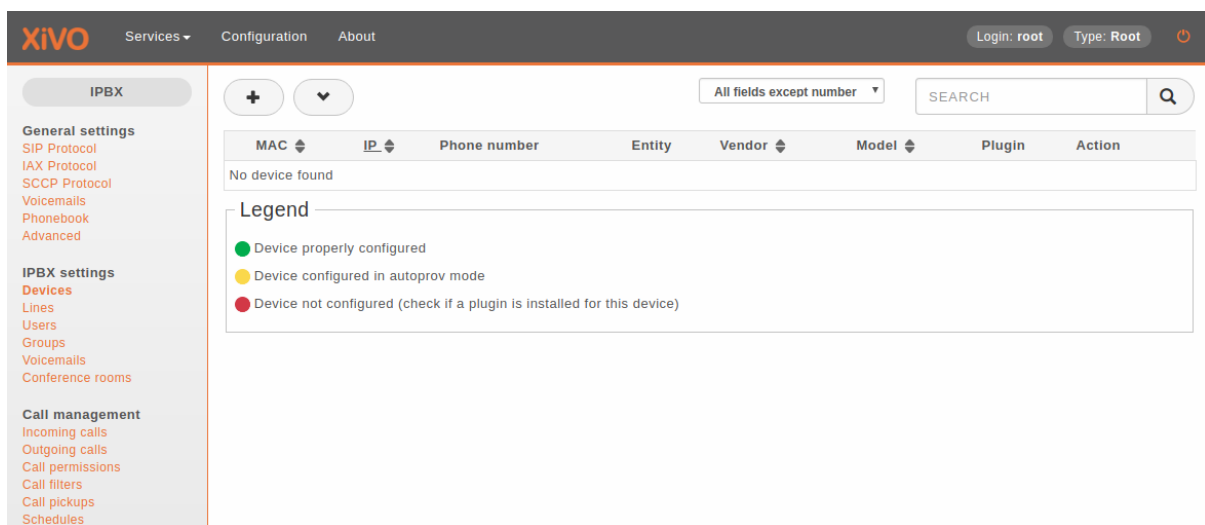 XiVO Services Configuration About Login: root Type: Root
IPBX
General settings
SIP Protocol
IAX Protocol
SCCP Protocol
Voicemails
Phonebook
Advanced
IPBX settings
Devices
Lines
Users
Groups
Voicemails
Conference rooms
Call management
Incoming calls
Outgoing calls
Call permissions
Call filters
Call pickups
Schedules
All fields except number SEARCH
MAC IP Phone number Entity Vendor Model Plugin Action
No device found
Legend
Device properly configured
Device configured in autoprov mode
Device not configured (check if a plugin is installed for this device)